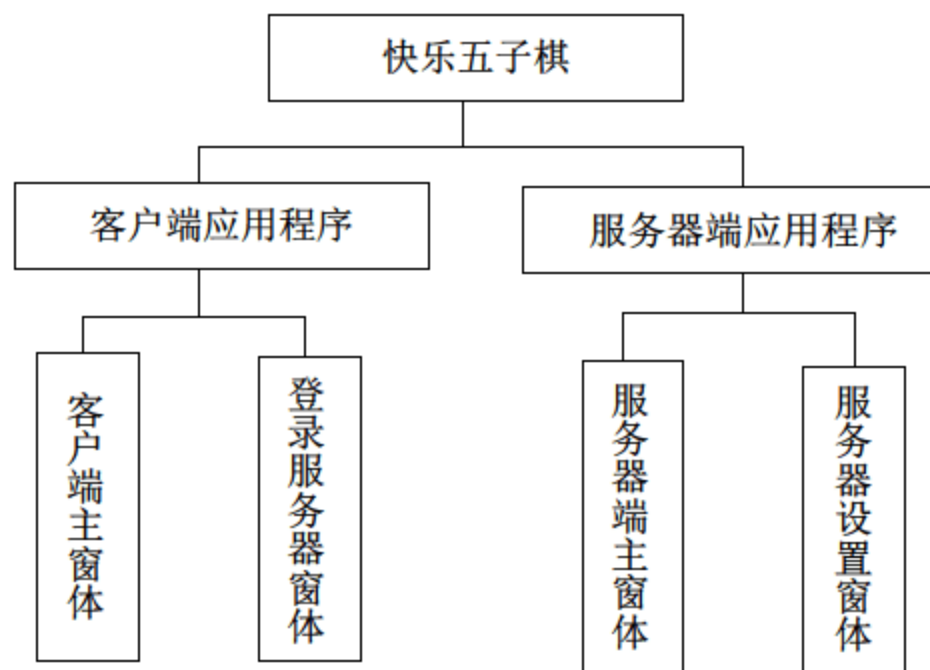 快乐五子棋
客户端应用程序
服务器端应用程序
客户端主窗体
登录服务器窗体
服务器端主窗体
服务器设置窗体